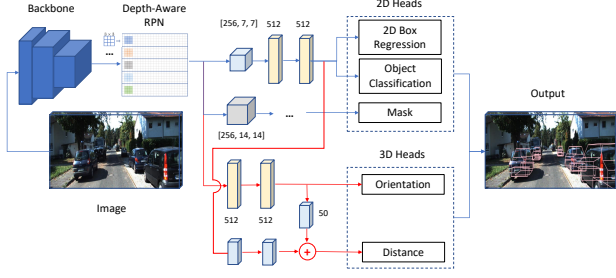 Backbone
Depth-Aware
RPN
...
[256, 7, 7]
512
512
2D Heads
2D Box
Regression
Object
Classification
Mask
[256, 14, 14]
...
Image
3D Heads
Orientation
512
512
50
+
Distance
Output